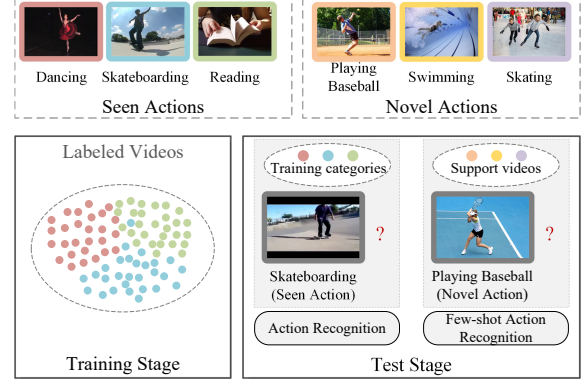 Dancing
Skateboarding
Reading
Playing
Baseball
Swimming
Skating
Seen Actions
Novel Actions
Labeled Videos
Training Stage
Training categories
?
Skateboarding
(Seen Action)
Action Recognition
Support videos
?
Playing Baseball
(Novel Action)
Few-shot Action
Recognition
Test Stage